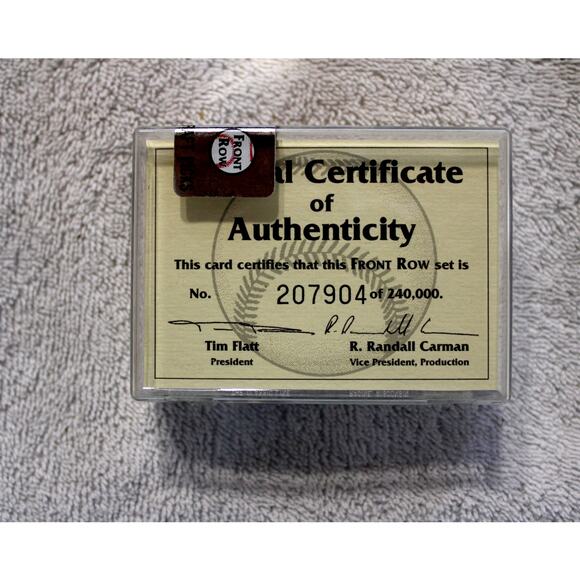 FRONT
ROW
al Certificate
of
Authenticity
This card certifies that this FRONT ROW set is
No. 207904 of 240,000.
Tim Flatt R. Randall Carman
President Vice President, Production